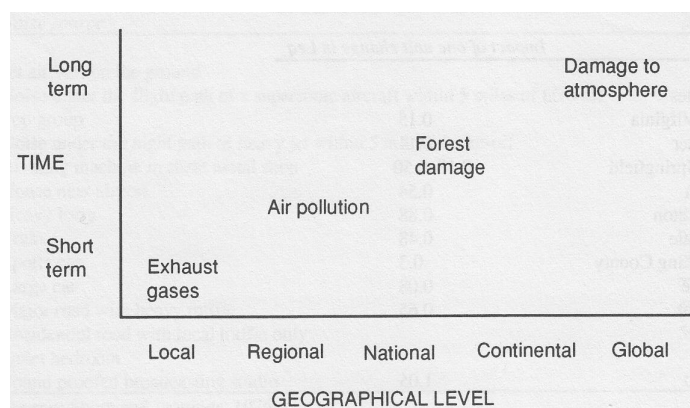 Long
term
Damage to
atmosphere
Forest
damage
TIME
Air pollution
Short
term
Exhaust
gases
Local Regional National Continental Global
GEOGRAPHICAL LEVEL